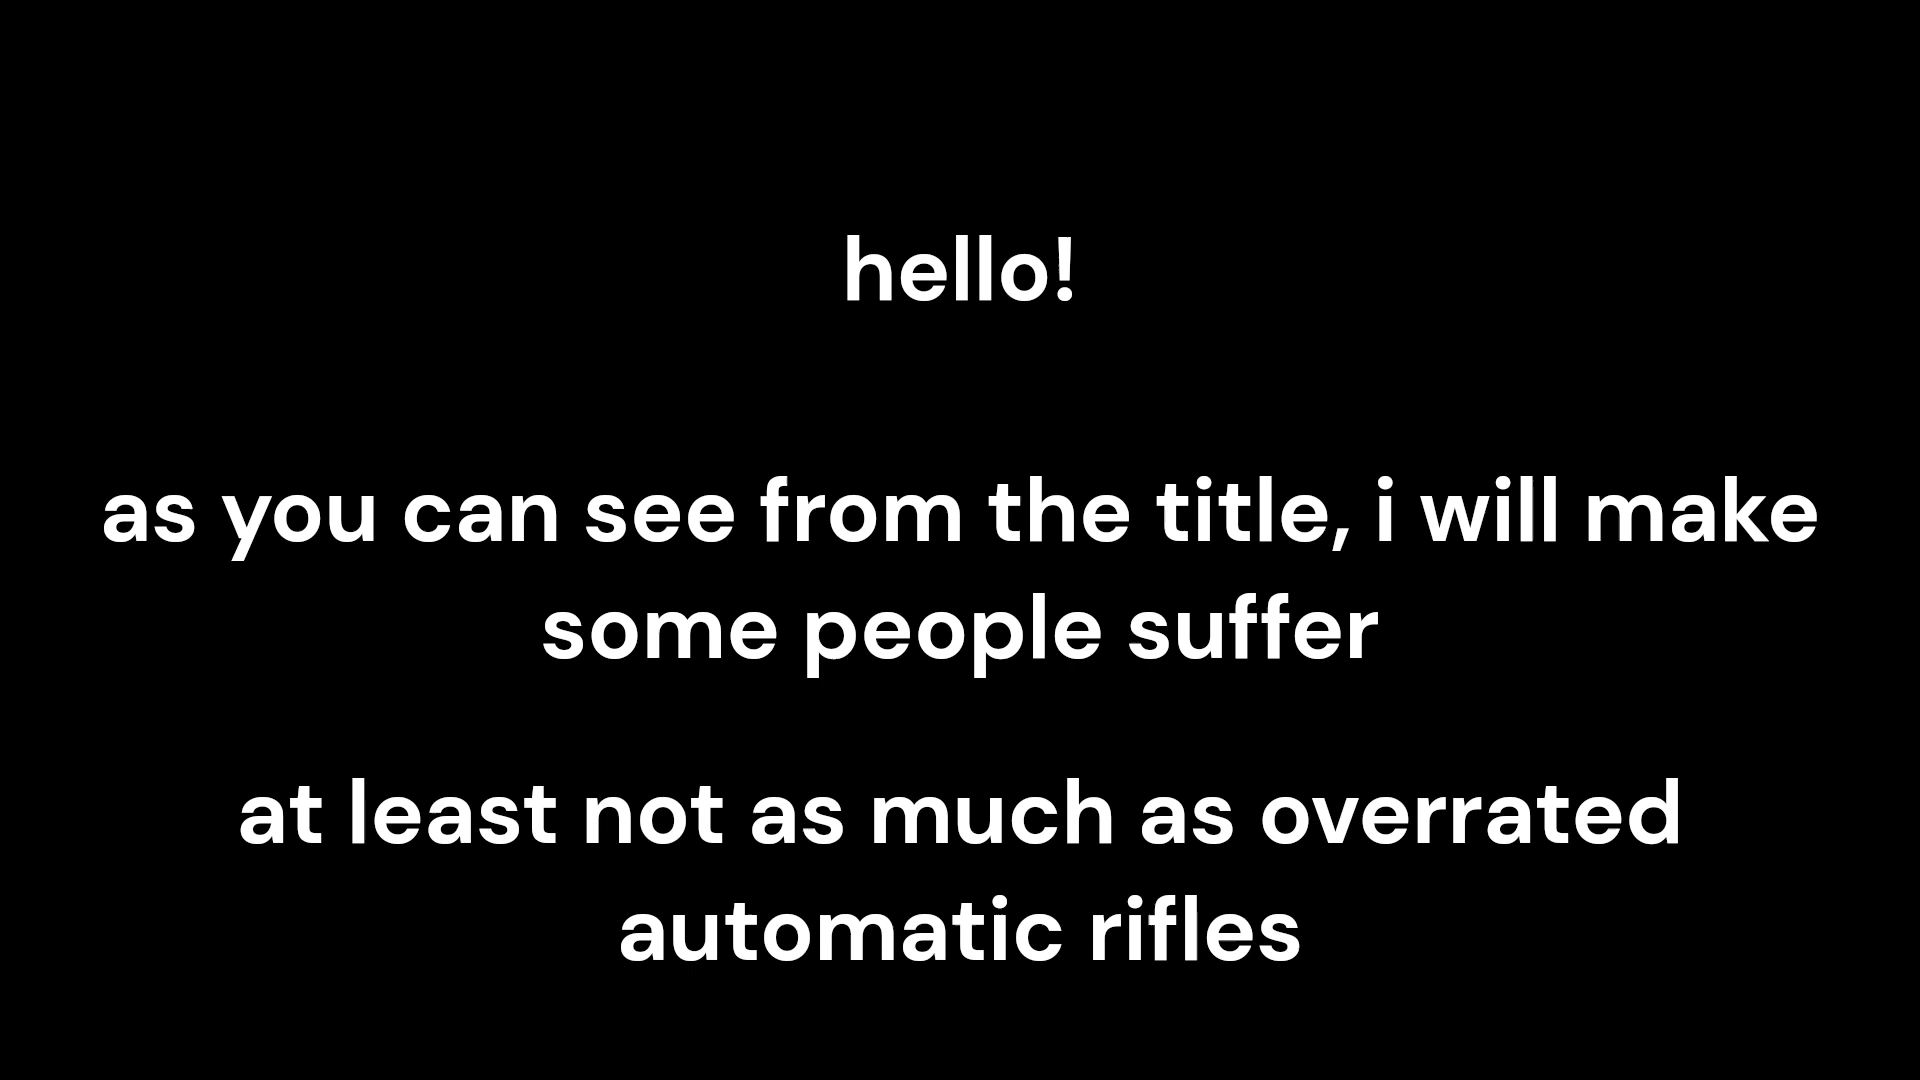 hello!
as you can see from the title, i will make
some people suffer
at least not as much as overrated
automatic rifles